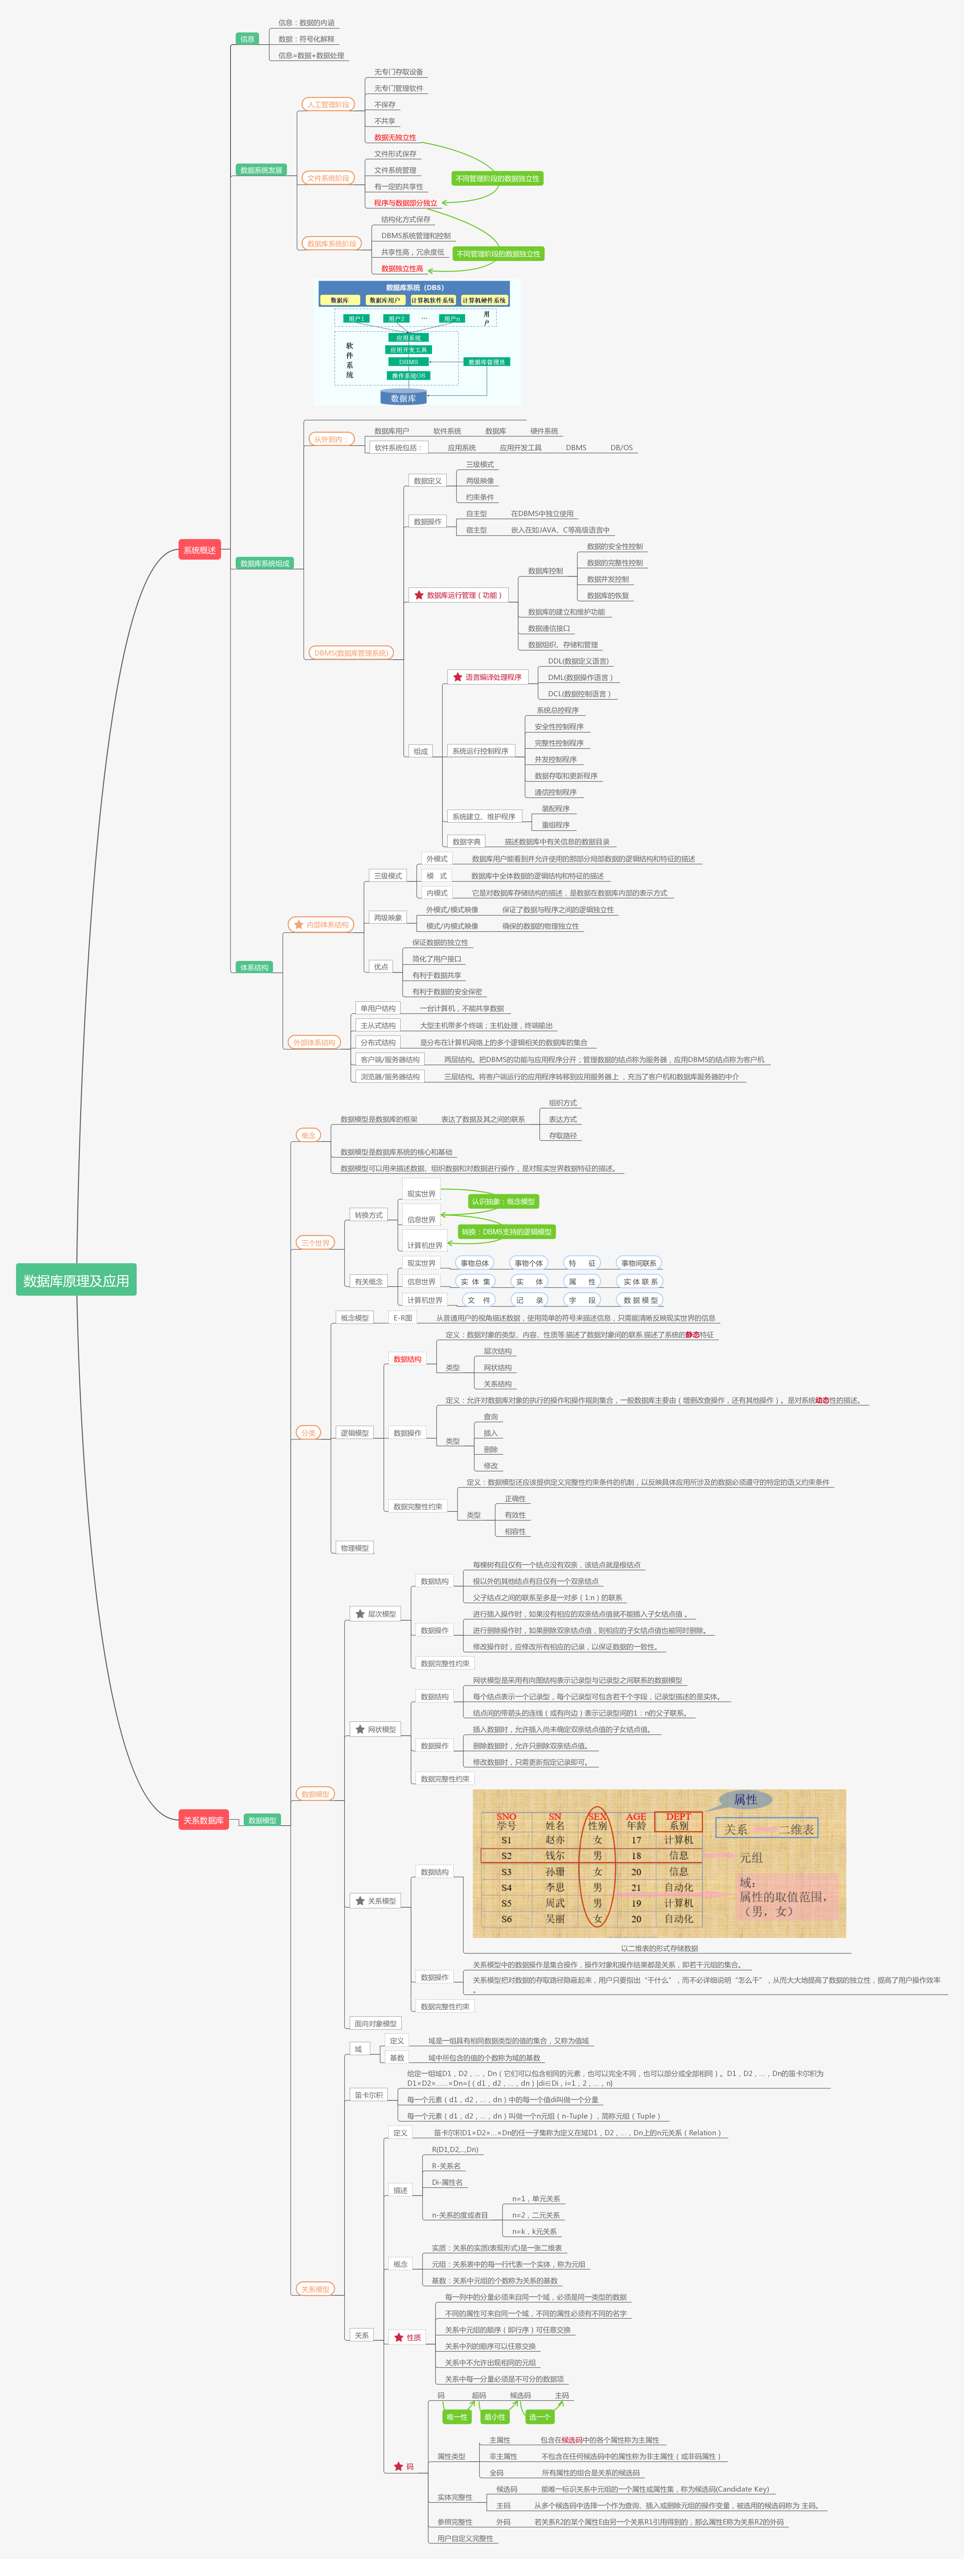 数据库原理及应用
系统概述
信息
信息：数据的内涵
数据：符号化解释
信息=数据+数据处理
数据系统发展
人工管理阶段
无专门存取设备
无专门管理软件
不保存
不共享
数据无独立性
文件系统阶段
文件形式保存
文件系统管理
有一定的共享性
程序与数据部分独立
不同管理阶段的数据独立性
数据库系统阶段
结构化方式保存
DBMS系统管理和控制
共享性高，冗余度低
数据独立性高
不同管理阶段的数据独立性
数据库系统组成
数据库系统（DBS）
数据库 数据库用户 计算机软件系统 计算机硬件系统
用户1 用户2 … 用户n 用户
软件系统
应用系统
应用开发工具
DBMS
数据库管理员
操作系统OS
数据库
从外到内：
数据库用户 软件系统 数据库 硬件系统
软件系统包括： 应用系统 应用开发工具 DBMS DB/OS
DBMS(数据库管理系统)
数据定义
三级模式
两级映像
约束条件
数据操作
自主型 在DBMS中独立使用
宿主型 嵌入在如JAVA、C等高级语言中
数据库运行管理（功能）
数据库控制
数据的安全性控制
数据的完整性控制
数据并发控制
数据库的恢复
数据库的建立和维护功能
数据通信接口
数据组织、存储和管理
组成
语言编译处理程序
DDL(数据定义语言)
DML(数据操作语言）
DCL(数据控制语言）
系统运行控制程序
系统总控程序
安全性控制程序
完整性控制程序
并发控制程序
数据存取和更新程序
通信控制程序
系统建立、维护程序
装配程序
重组程序
数据字典 描述数据库中有关信息的数据目录
体系结构
内部体系结构
三级模式
外模式 数据库用户能看到并允许使用的那部分局部数据的逻辑结构和特征的描述
模 式 数据库中全体数据的逻辑结构和特征的描述
内模式 它是对数据库存储结构的描述，是数据在数据库内部的表示方式
两级映象
外模式/模式映像 保证了数据与程序之间的逻辑独立性
模式/内模式映像 确保的数据的物理独立性
优点
保证数据的独立性
简化了用户接口
有利于数据共享
有利于数据的安全保密
外部体系结构
单用户结构 一台计算机，不能共享数据
主从式结构 大型主机带多个终端；主机处理，终端输出
分布式结构 是分布在计算机网络上的多个逻辑相关的数据库的集合
客户端/服务器结构 两层结构。把DBMS的功能与应用程序分开；管理数据的结点称为服务器，应用DBMS的结点称为客户机
浏览器/服务器结构 三层结构。将客户端运行的应用程序转移到应用服务器上，充当了客户机和数据库服务器的中介
关系数据库
数据模型
概念
数据模型是数据库的框架 表达了数据及其之间的联系
组织方式
表达方式
存取路径
数据模型是数据库系统的核心和基础
数据模型可以用来描述数据、组织数据和对数据进行操作，是对现实世界数据特征的描述。
三个世界
转换方式
现实世界
认识抽象：概念模型
信息世界
转换：DBMS支持的逻辑模型
计算机世界
有关概念
现实世界 事物总体 事物个体 特 征 事物间联系
信息世界 实 体 集 实 体 属 性 实 体 联 系
计算机世界 文 件 记 录 字 段 数 据 模 型
分类
概念模型 E-R图 从普通用户的视角描述数据，使用简单的符号来描述信息，只需能清晰反映现实世界的信息
逻辑模型
数据结构
定义：数据对象的类型、内容、性质等 描述了数据对象间的联系 描述了系统的静态特征
类型
层次结构
网状结构
关系结构
数据操作
定义：允许对数据库对象的执行的操作和操作规则集合，一般数据库主要由（增删改查操作，还有其他操作）。是对系统动态性的描述。
类型
查询
插入
删除
修改
数据完整性约束
定义：数据模型还应该提供定义完整性约束条件的机制，以反映具体应用所涉及的数据必须遵守的特定的语义约束条件
类型
正确性
有效性
相容性
物理模型
数据模型
层次模型
数据结构
每棵树有且仅有一个结点没有双亲，该结点就是根结点
根以外的其他结点有且仅有一个双亲结点
父子结点之间的联系至多是一对多（1:n）的联系
数据操作
进行插入操作时，如果没有相应的双亲结点值就不能插入子女结点值 。
进行删除操作时，如果删除双亲结点值，则相应的子女结点值也被同时删除。
修改操作时，应修改所有相应的记录，以保证数据的一致性。
数据完整性约束
网状模型
数据结构
网状模型是采用有向图结构表示记录型与记录型之间联系的数据模型
每个结点表示一个记录型，每个记录型可包含若干个字段，记录型描述的是实体。
结点间的带箭头的连线（或有向边）表示记录型间的1：n的父子联系。
数据操作
插入数据时，允许插入尚未确定双亲结点值的子女结点值。
删除数据时，允许只删除双亲结点值。
修改数据时，只需更新指定记录即可。
数据完整性约束
关系模型
数据结构
属性
SNO SN SEX AGE DEPT
学号 姓名 性别 年龄 系别
S1 赵亦 女 17 计算机
S2 钱尔 男 18 信息
S3 孙珊 女 20 信息
S4 李思 男 21 自动化
S5 周武 男 19 计算机
S6 吴丽 女 20 自动化
关系 二维表
元组
域：
属性的取值范围，
（男，女）
以二维表的形式存储数据
数据操作
关系模型中的数据操作是集合操作，操作对象和操作结果都是关系，即若干元组的集合。
关系模型把对数据的存取路径隐蔽起来，用户只要指出“干什么”，而不必详细说明“怎么干”，从而大大地提高了数据的独立性，提高了用户操作效率
。
数据完整性约束
面向对象模型
关系模型
域
定义 域是一组具有相同数据类型的值的集合，又称为值域
基数 域中所包含的值的个数称为域的基数
笛卡尔积
给定一组域D1，D2，…，Dn（它们可以包含相同的元素，也可以完全不同，也可以部分或全部相同）。D1，D2，…，Dn的笛卡尔积为
D1×D2×……×Dn={（d1，d2，…，dn）|di∈Di，i=1，2，…，n}
每一个元素（d1，d2，…，dn）中的每一个值di叫做一个分量
每一个元素（d1，d2，…，dn）叫做一个n元组（n-Tuple），简称元组（Tuple）
关系
定义 笛卡尔积D1×D2×…×Dn的任一子集称为定义在域D1，D2，…，Dn上的n元关系（Relation）
描述
R(D1,D2,..,Dn)
R-关系名
Di-属性名
n-关系的度或者目
n=1，单元关系
n=2，二元关系
n=k，k元关系
概念
实质：关系的实质(表现形式)是一张二维表
元组：关系表中的每一行代表一个实体，称为元组
基数：关系中元组的个数称为关系的基数
性质
每一列中的分量必须来自同一个域，必须是同一类型的数据
不同的属性可来自同一个域，不同的属性必须有不同的名字
关系中元组的顺序（即行序）可任意交换
关系中列的顺序可以任意交换
关系中不允许出现相同的元组
关系中每一分量必须是不可分的数据项
码
码 超码 候选码 主码
唯一性 最小性 选一个
属性类型
主属性 包含在候选码中的各个属性称为主属性
非主属性 不包含在任何候选码中的属性称为非主属性（或非码属性）
全码 所有属性的组合是关系的候选码
实体完整性
候选码 能唯一标识关系中元组的一个属性或属性集，称为候选码(Candidate Key)
主码 从多个候选码中选择一个作为查询、插入或删除元组的操作变量，被选用的候选码称为 主码。
参照完整性 外码 若关系R2的某个属性E由另一个关系R1引用得到的，那么属性E称为关系R2的外码
用户自定义完整性